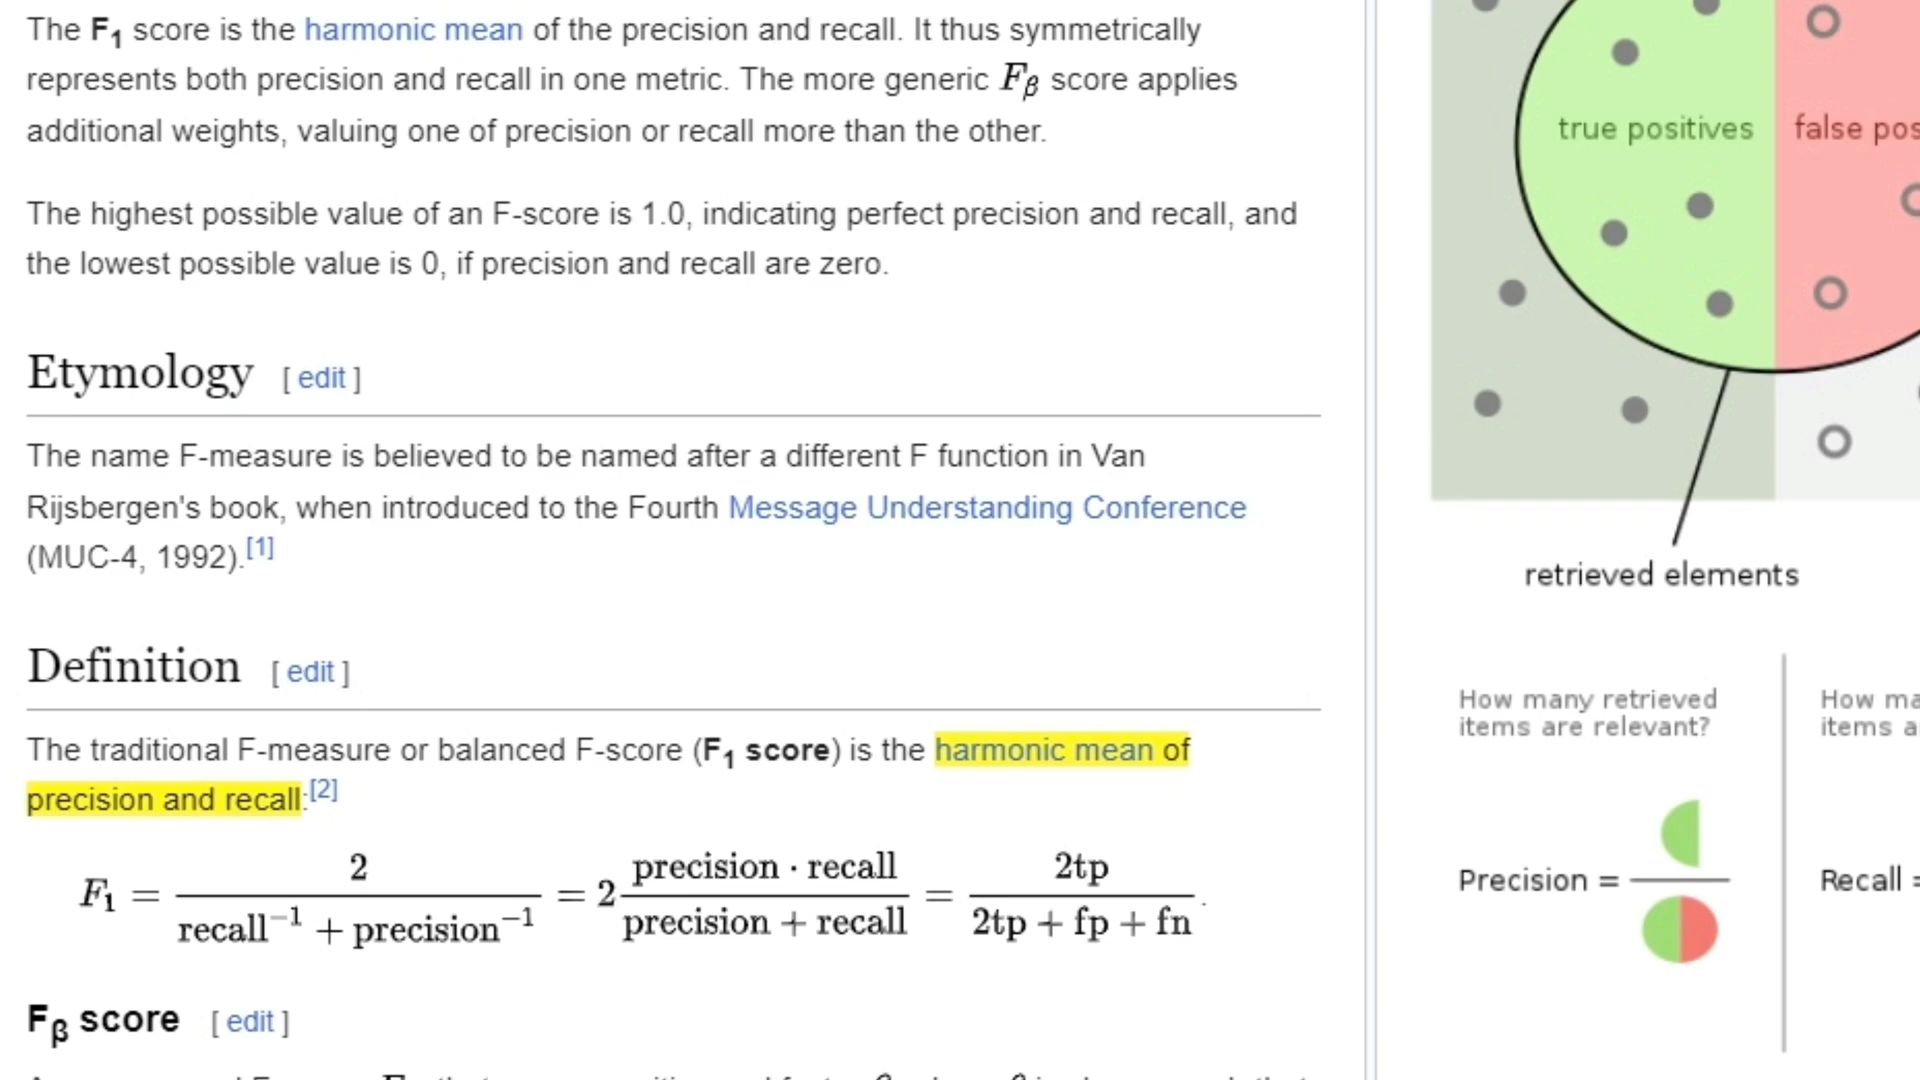 The F₁ score is the harmonic mean of the precision and recall. It thus symmetrically
represents both precision and recall in one metric. The more generic Fᵦ score applies
additional weights, valuing one of precision or recall more than the other.
The highest possible value of an F-score is 1.0, indicating perfect precision and recall, and
the lowest possible value is 0, if precision and recall are zero.
Etymology [ edit ]
The name F-measure is believed to be named after a different F function in Van
Rijsbergen's book, when introduced to the Fourth Message Understanding Conference
(MUC-4, 1992).[1]
Definition [ edit ]
The traditional F-measure or balanced F-score (F₁ score) is the harmonic mean of
precision and recall:[2]
F₁ = 2 / (recall⁻¹ + precision⁻¹) = 2 (precision · recall) / (precision + recall) = 2tp / (2tp + fp + fn).
Fᵦ score [ edit ]
true positives
false pos
retrieved elements
How many retrieved
items are relevant?
Precision =
How ma
items a
Recall =